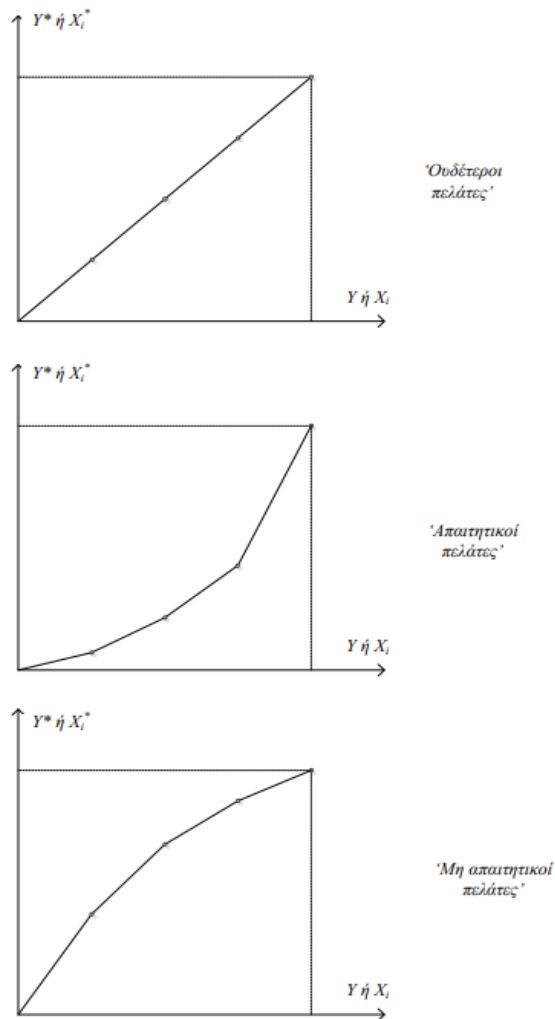 Y* ή Xi*
‘Ουδέτεροι
πελάτες’
Y ή Xi
Y* ή Xi*
‘Απαιτητικοί
πελάτες’
Y ή Xi
Y* ή Xi*
‘Μη απαιτητικοί
πελάτες’
Y ή Xi